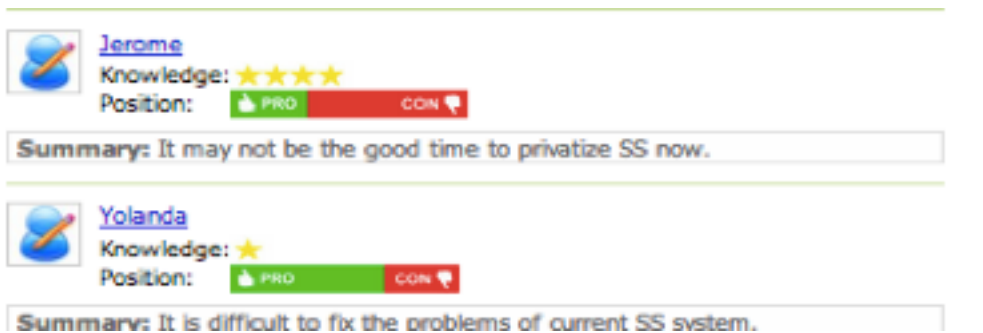 Jerome
Knowledge:
Position: PRO CON
Summary: It may not be the good time to privatize SS now.
Yolanda
Knowledge:
Position: PRO CON
Summary: It is difficult to fix the problems of current SS system.